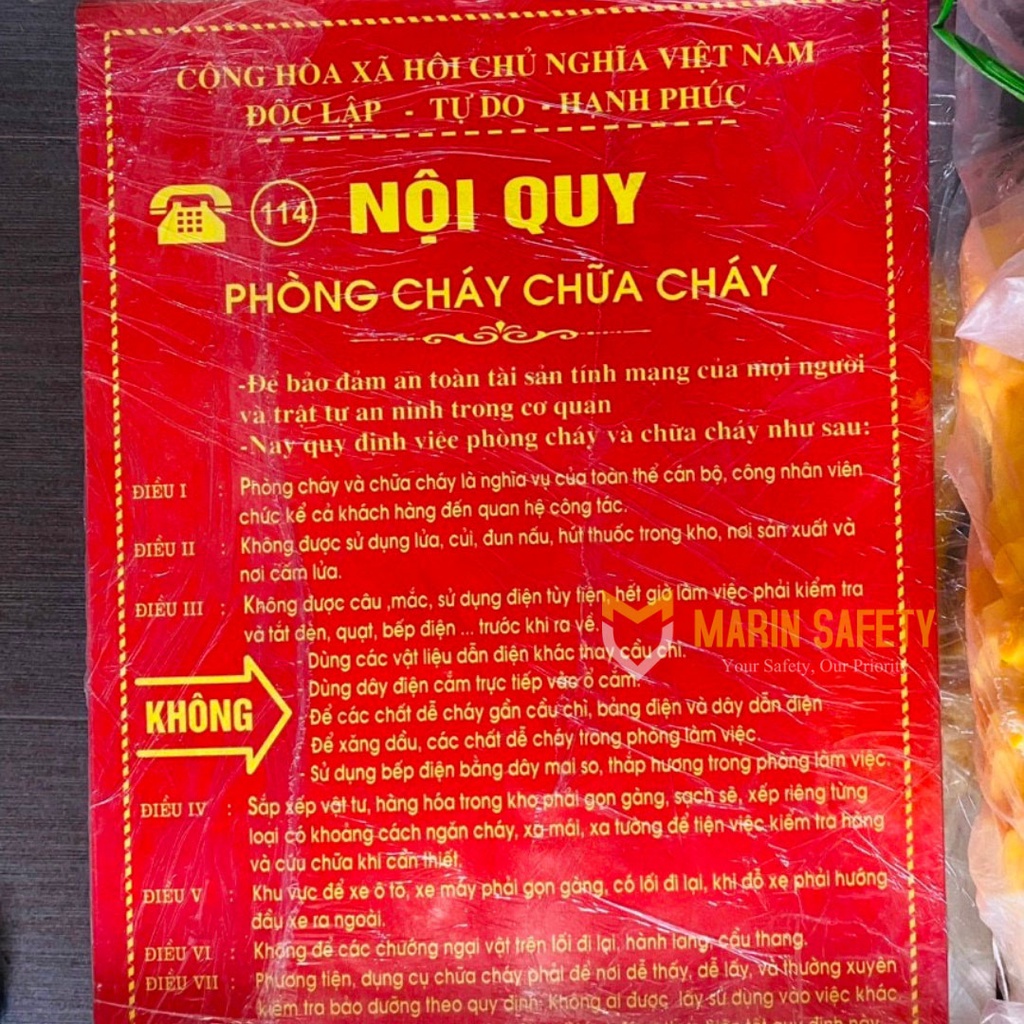 CỘNG HÒA XÃ HỘI CHỦ NGHĨA VIỆT NAM
ĐỘC LẬP - TỰ DO - HẠNH PHÚC
114 NỘI QUY
PHÒNG CHÁY CHỮA CHÁY
-Để bảo đảm an toàn tài sản tính mạng của mọi người
và trật tự an ninh trong cơ quan
-Nay quy định việc phòng cháy và chữa cháy như sau:
ĐIỀU I : Phòng cháy và chữa cháy là nghĩa vụ của toàn thể cán bộ, công nhân viên
chức kể cả khách hàng đến quan hệ công tác.
ĐIỀU II : Không được sử dụng lửa, củi, đun nấu, hút thuốc trong kho, nơi sản xuất và
nơi cấm lửa.
ĐIỀU III : Không được câu ,mắc, sử dụng điện tùy tiện, hết giờ làm việc phải kiểm tra
và tắt đèn, quạt, bếp điện ... trước khi ra về.
MARIN SAFETY
Your Safety, Our Priority
KHÔNG
- Dùng các vật liệu dẫn điện khác thay cầu chì.
Dùng dây điện cắm trực tiếp vào ổ cắm.
Để các chất dễ cháy gần cầu chì, bảng điện và dây dẫn điện
Để xăng dầu, các chất dễ cháy trong phòng làm việc.
- Sử dụng bếp điện bằng dây mai so, thắp hương trong phòng làm việc.
ĐIỀU IV : Sắp xếp vật tư, hàng hóa trong kho phải gọn gàng, sạch sẽ, xếp riêng từng
loại có khoảng cách ngăn cháy, xa mái, xa tường để tiện việc kiểm tra hàng
và cứu chữa khi cần thiết.
ĐIỀU V : Khu vực để xe ô tô, xe máy phải gọn gàng, có lối đi lại, khi đỗ xe phải hướng
đầu xe ra ngoài.
ĐIỀU VI : Không để các chướng ngại vật trên lối đi lại, hành lang, cầu thang.
ĐIỀU VII : Phương tiện, dụng cụ chữa cháy phải để nơi dễ thấy, dễ lấy, và thường xuyên
kiểm tra bảo dưỡng theo quy định. Không ai được lấy sử dụng vào việc khác